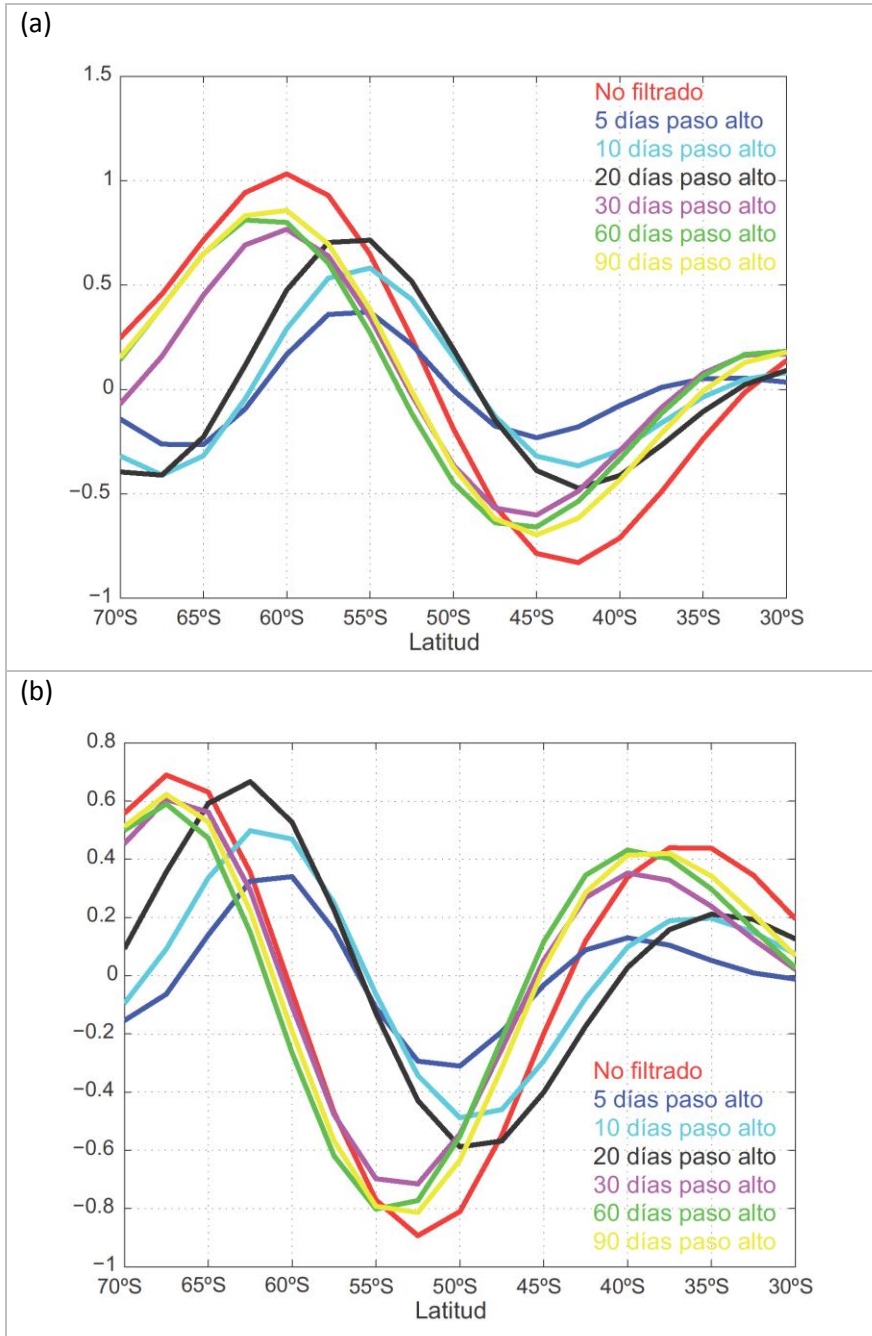 (a)
1.5
1
0.5
0
−0.5
−1
No filtrado
5 días paso alto
10 días paso alto
20 días paso alto
30 días paso alto
60 días paso alto
90 días paso alto
70ºS 65ºS 60ºS 55ºS 50ºS 45ºS 40ºS 35ºS 30ºS
Latitud
(b)
0.8
0.6
0.4
0.2
0
−0.2
−0.4
−0.6
−0.8
−1
No filtrado
5 días paso alto
10 días paso alto
20 días paso alto
30 días paso alto
60 días paso alto
90 días paso alto
70ºS 65ºS 60ºS 55ºS 50ºS 45ºS 40ºS 35ºS 30ºS
Latitud